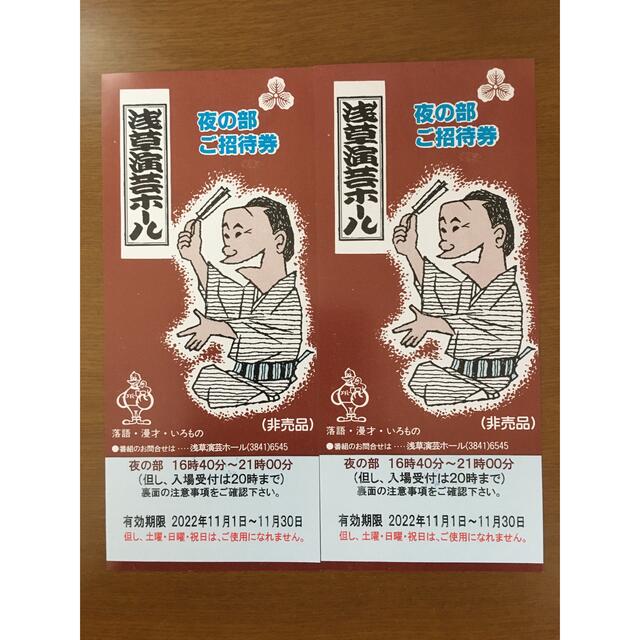 浅草演芸ホール
夜の部
ご招待券
(非売品)
落語・漫才・いろもの
●番組のお問合せは‥‥浅草演芸ホール(3841)6545
夜の部 16時40分～21時00分
(但し、入場受付は20時まで)
裏面の注意事項をご確認下さい。
有効期限 2022年11月1日～11月30日
但し、土曜・日曜・祝日は、ご使用になれません。
浅草演芸ホール
夜の部
ご招待券
(非売品)
落語・漫才・いろもの
●番組のお問合せは‥‥浅草演芸ホール(3841)6545
夜の部 16時40分～21時00分
(但し、入場受付は20時まで)
裏面の注意事項をご確認下さい。
有効期限 2022年11月1日～11月30日
但し、土曜・日曜・祝日は、ご使用になれません。